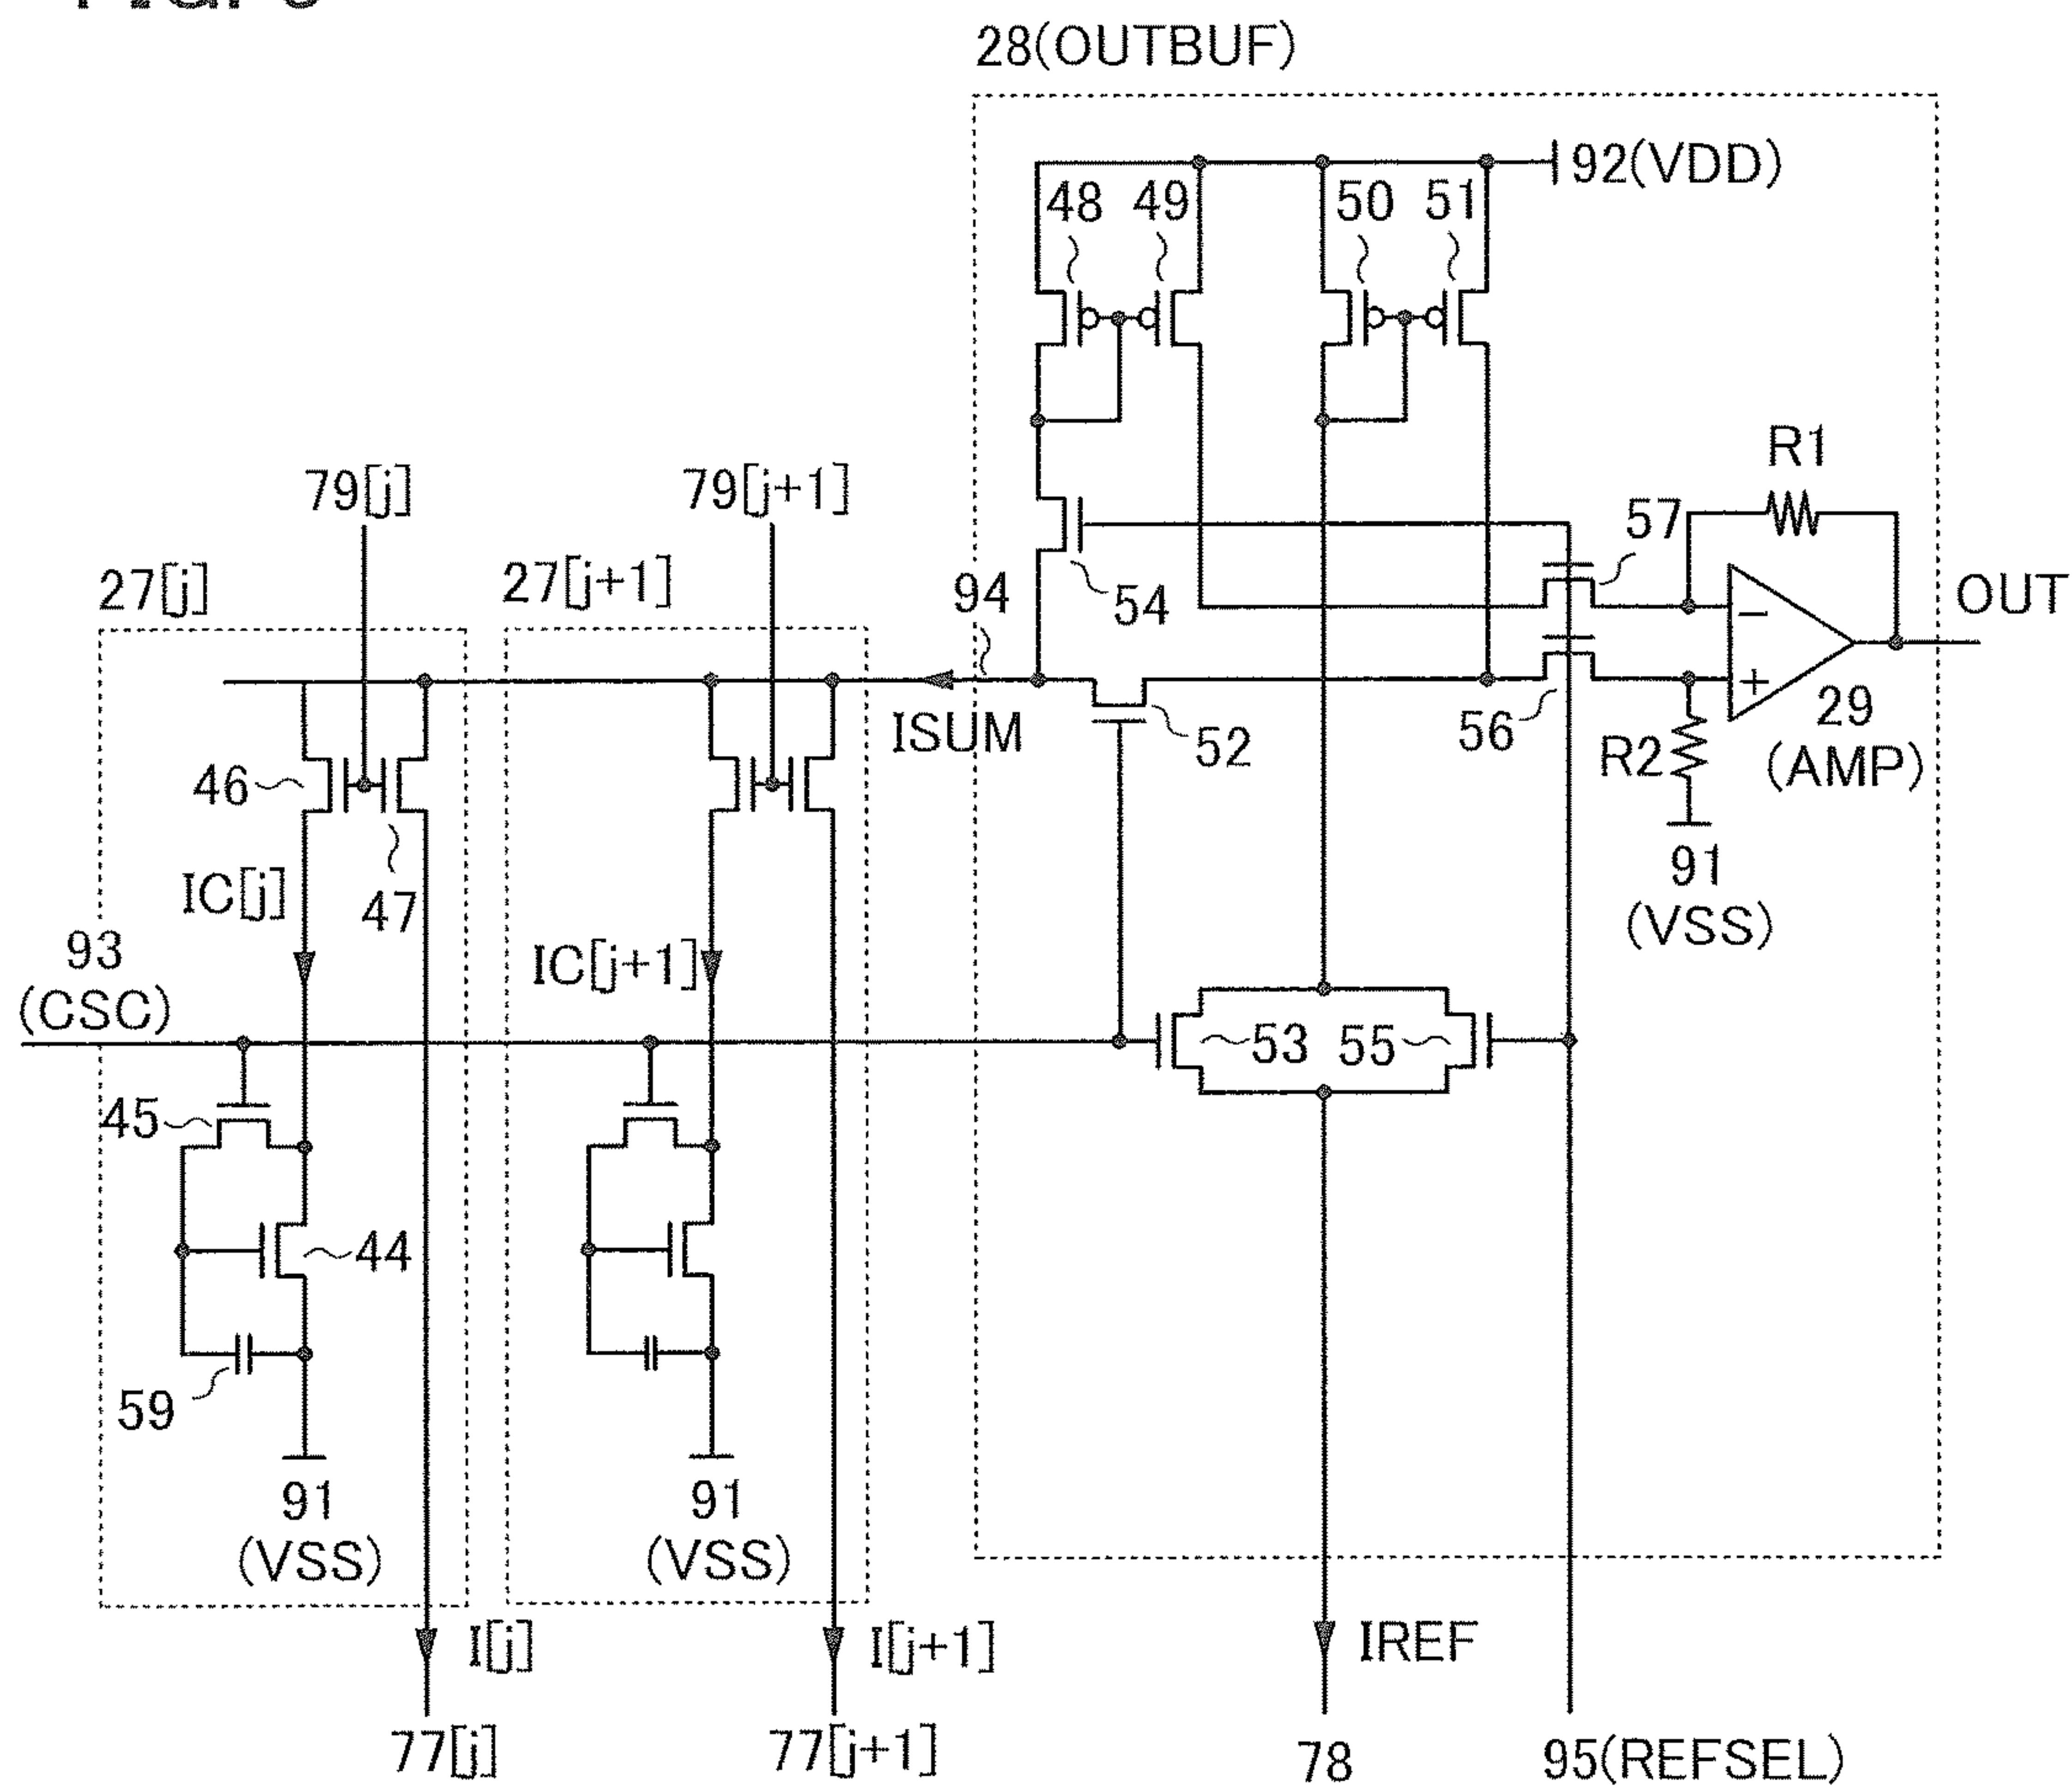 28(OUTBUF)
92(VDD)
48 49 50 51
R1
79[j] 79[j+1]
57
27[j] 27[j+1] 94 54 OUT
ISUM 52 56 R2 29
(AMP)
46
91
(VSS)
IC[j] 47
93
(CSC)
IC[j+1]
53 55
45
44
59
91
(VSS)
91
(VSS)
I[j] I[j+1] IREF
77[j] 77[j+1] 78 95(REFSEL)